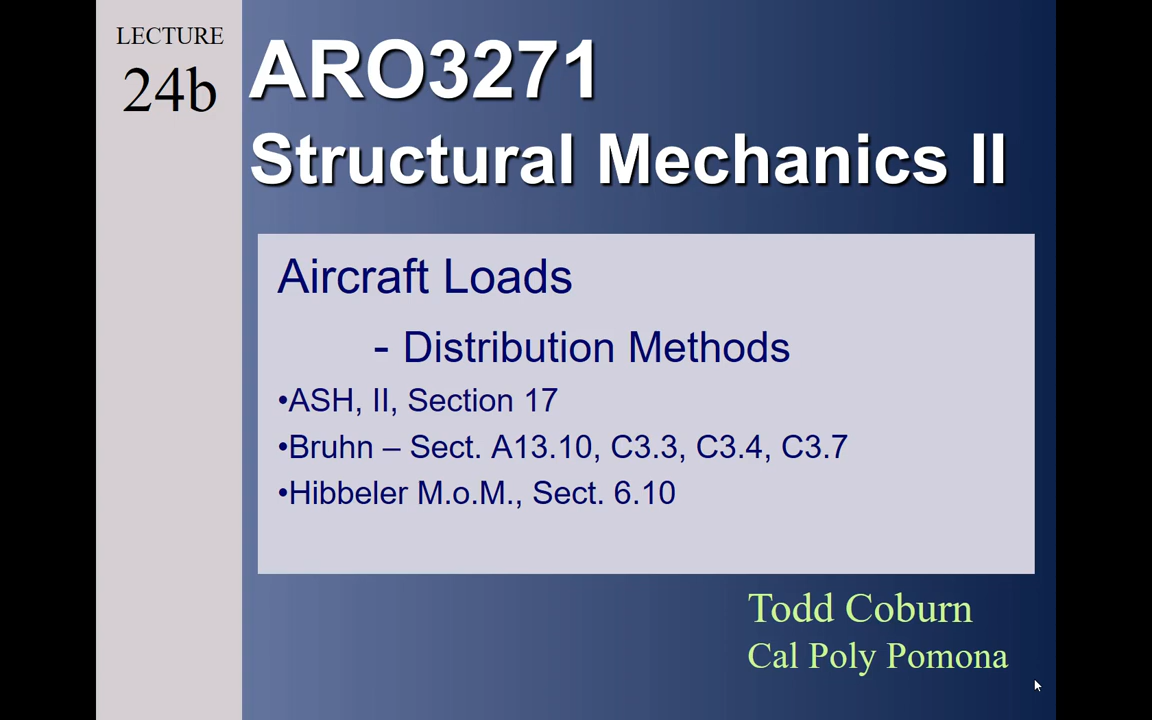 LECTURE
24b
ARO3271
Structural Mechanics II
Aircraft Loads
- Distribution Methods
•ASH, II, Section 17
•Bruhn – Sect. A13.10, C3.3, C3.4, C3.7
•Hibbeler M.o.M., Sect. 6.10
Todd Coburn
Cal Poly Pomona